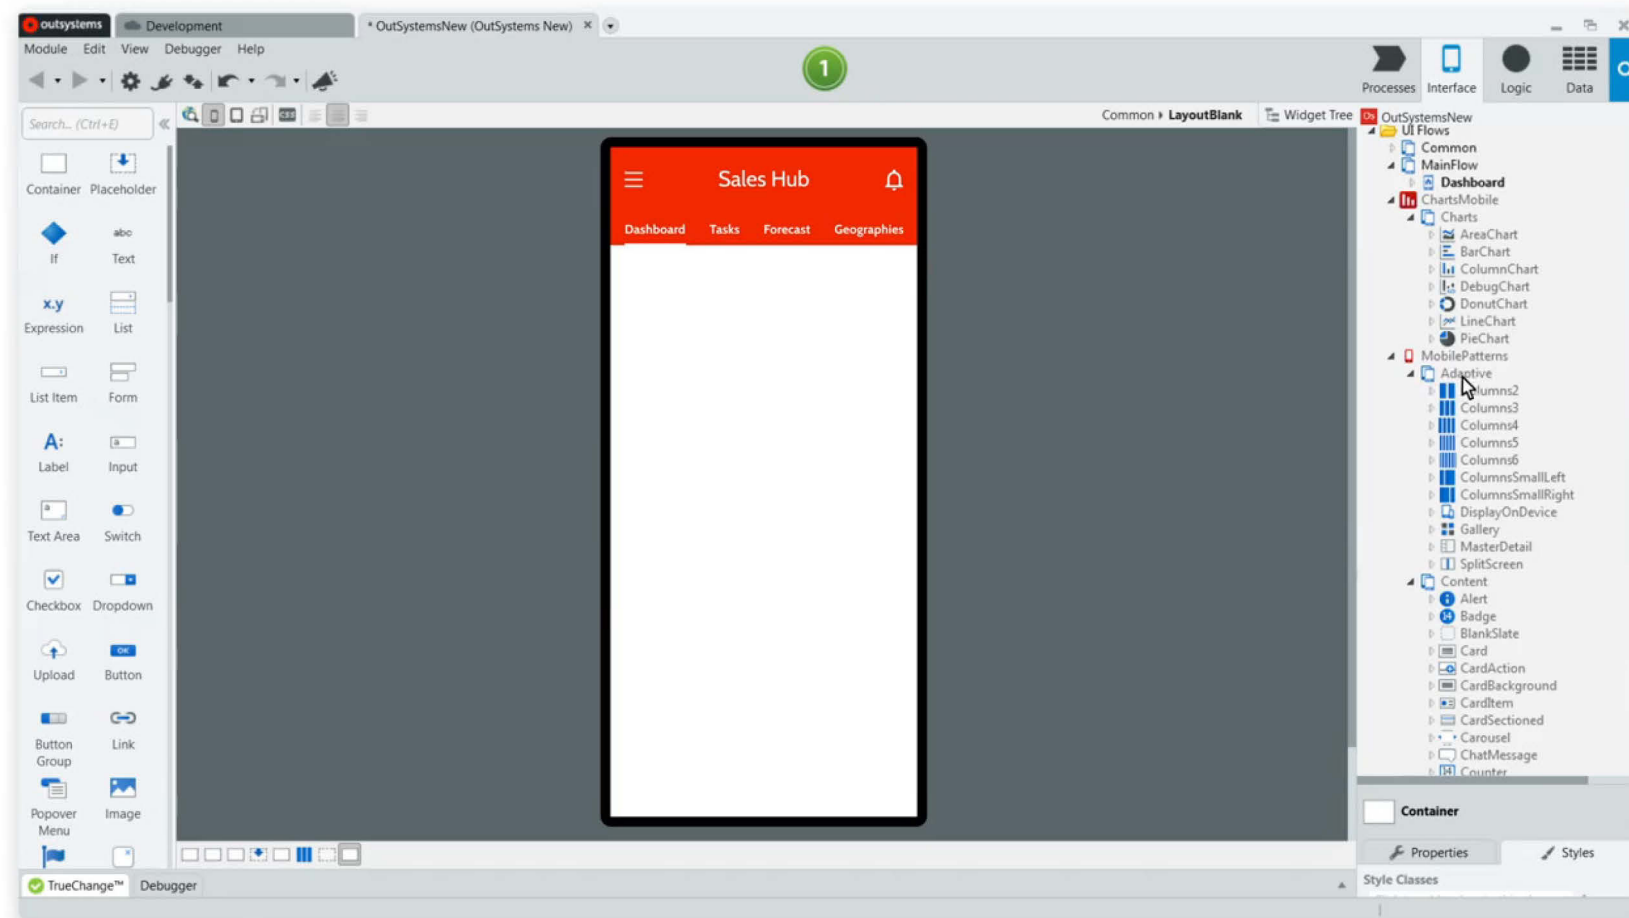 outsystems
Development
* OutSystemsNew (OutSystems New)
Module Edit View Debugger Help
1
Processes
Interface
Logic
Data
Search... (Ctrl+E)
Common
LayoutBlank
Widget Tree
Container
Placeholder
If
abc
Text
x.y
Expression
List
List Item
Form
A:
Label
a
Input
a
Text Area
Switch
Checkbox
Dropdown
Upload
OK
Button
Button Group
Link
Popover Menu
Image
Sales Hub
Dashboard
Tasks
Forecast
Geographies
OutSystemsNew
UI Flows
Common
MainFlow
Dashboard
ChartsMobile
Charts
AreaChart
BarChart
ColumnChart
DebugChart
DonutChart
LineChart
PieChart
MobilePatterns
Adaptive
Columns3
Columns4
Columns5
Columns6
ColumnsSmallLeft
ColumnsSmallRight
DisplayOnDevice
Gallery
MasterDetail
SplitScreen
Content
Alert
Badge
BlankSlate
Card
CardAction
CardBackground
CardItem
CardSectioned
Carousel
ChatMessage
Counter
Container
Properties
Styles
Style Classes
TrueChange™
Debugger